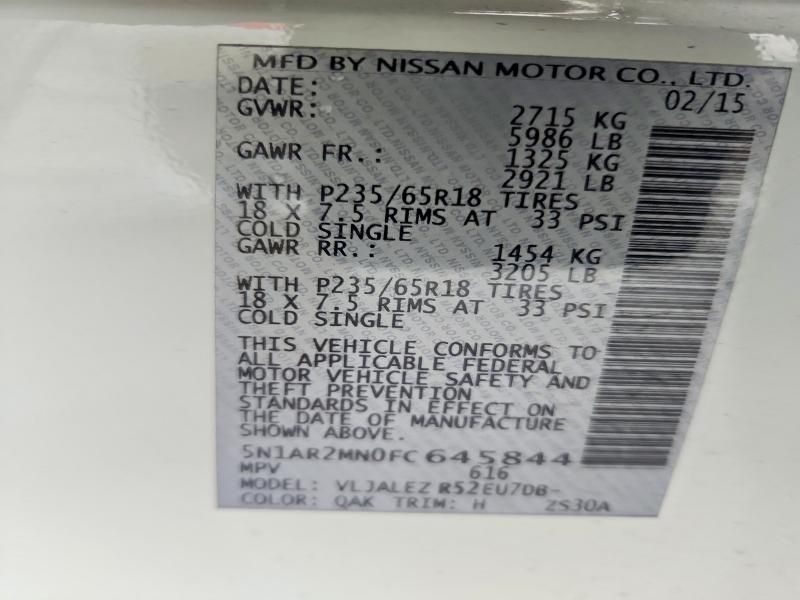 MFD BY NISSAN MOTOR CO., LTD.
DATE: 02/15
GVWR: 2715 KG
5986 LB
GAWR FR.: 1325 KG
2921 LB
WITH P235/65R18 TIRES
18 X 7.5 RIMS AT 33 PSI
COLD SINGLE
GAWR RR.: 1454 KG
3205 LB
WITH P235/65R18 TIRES
18 X 7.5 RIMS AT 33 PSI
COLD SINGLE
THIS VEHICLE CONFORMS TO
ALL APPLICABLE FEDERAL
MOTOR VEHICLE SAFETY AND
THEFT PREVENTION
STANDARDS IN EFFECT ON
THE DATE OF MANUFACTURE
SHOWN ABOVE.
5N1AR2MN0FC645844
MPV 616
MODEL: VLJALEZ R52EU7DB-
COLOR: QAK TRIM: H ZS30A